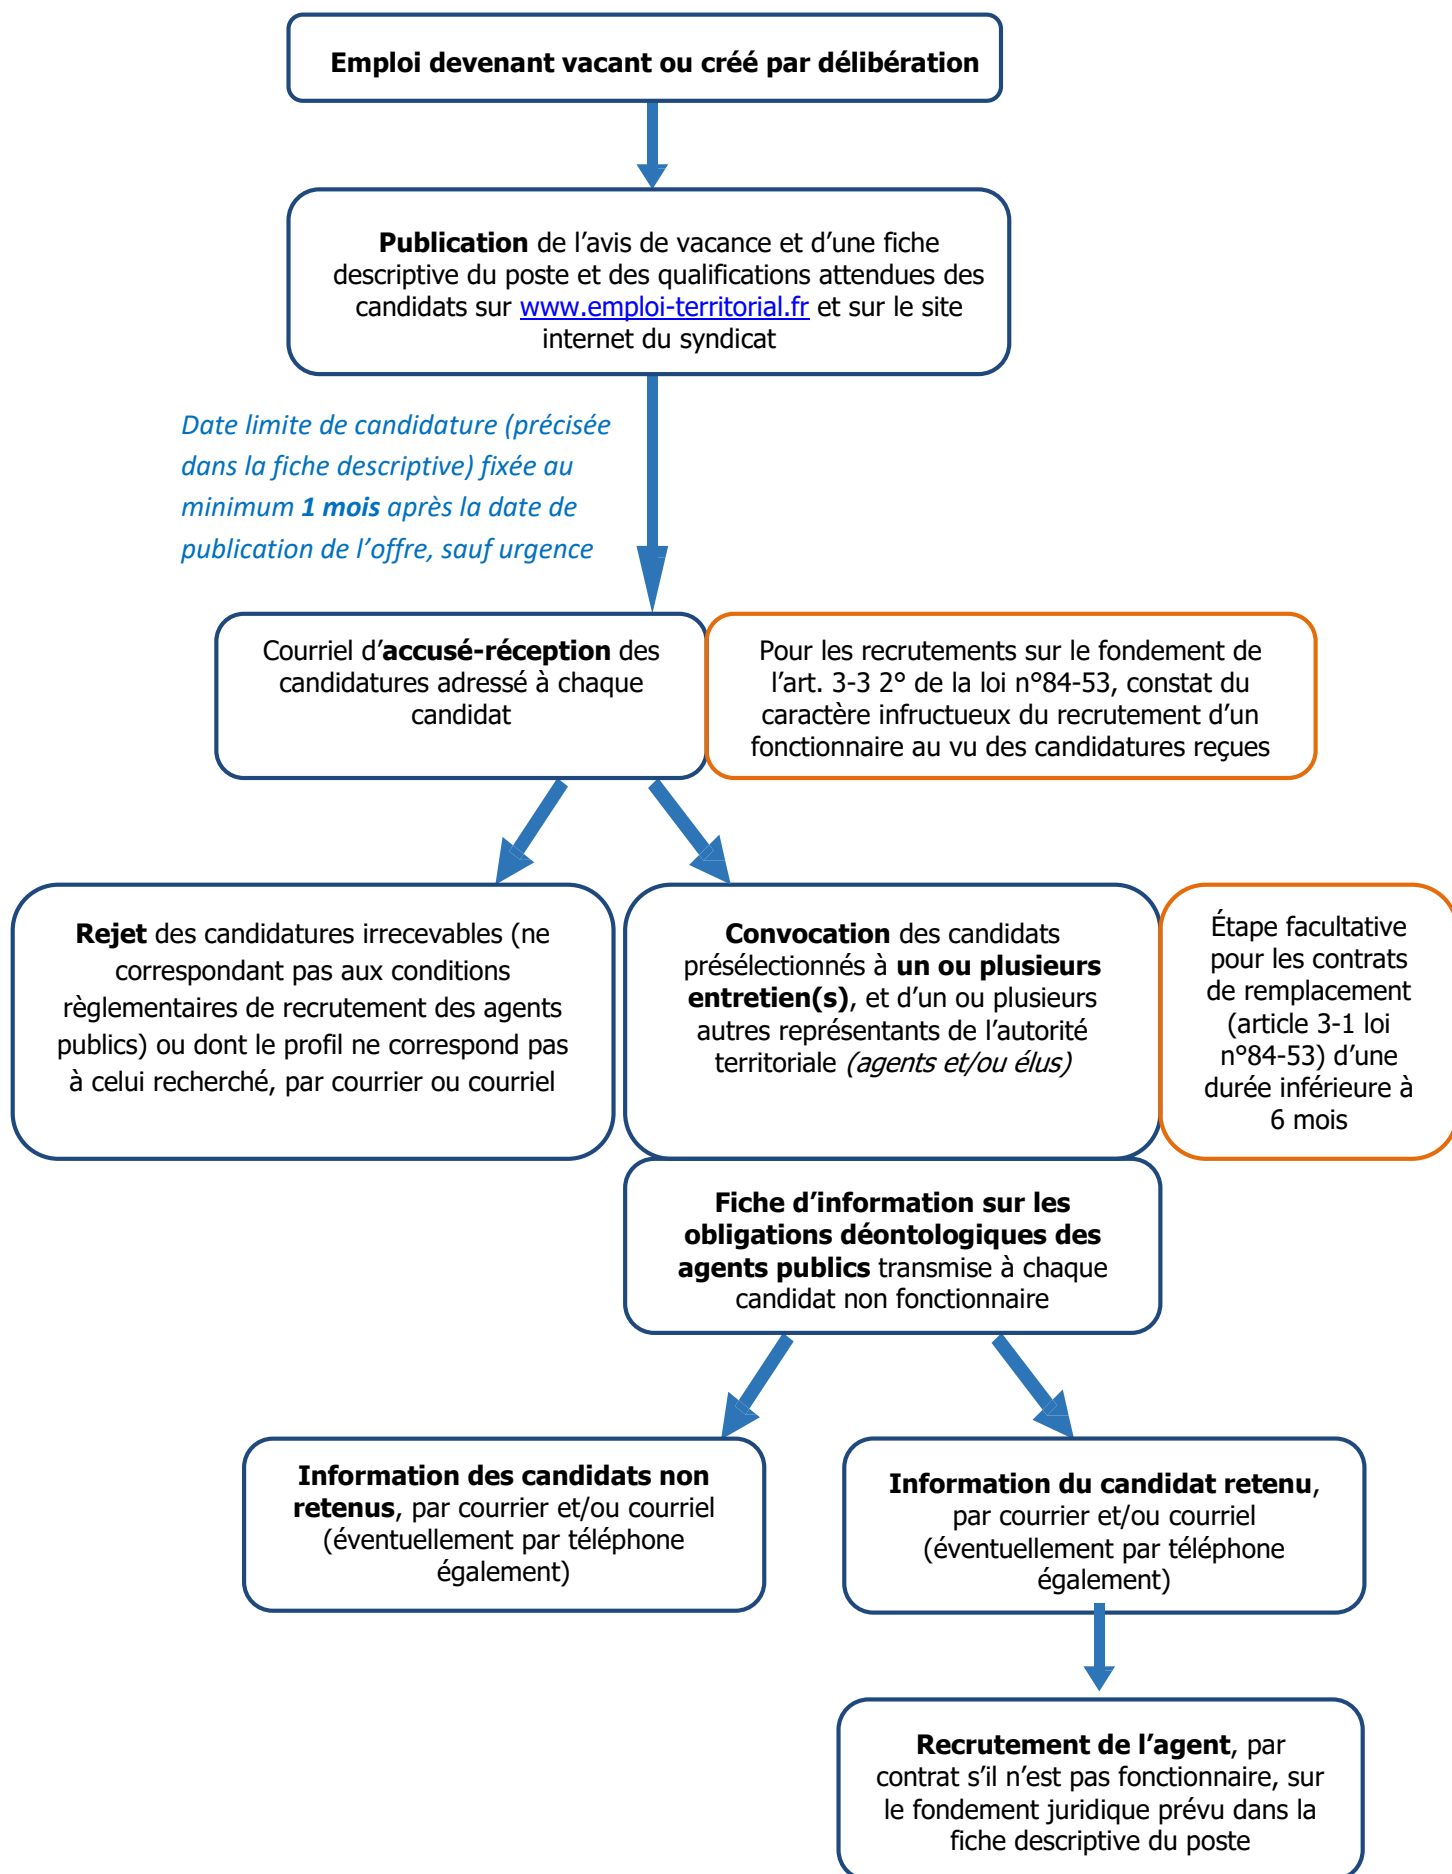 Emploi devenant vacant ou créé par délibération
Publication de l’avis de vacance et d’une fiche
descriptive du poste et des qualifications attendues des
candidats sur www.emploi-territorial.fr et sur le site
internet du syndicat
Date limite de candidature (précisée
dans la fiche descriptive) fixée au
minimum 1 mois après la date de
publication de l’offre, sauf urgence
Courriel d’accusé-réception des
candidatures adressé à chaque
candidat
Pour les recrutements sur le fondement de
l’art. 3-3 2° de la loi n°84-53, constat du
caractère infructueux du recrutement d’un
fonctionnaire au vu des candidatures reçues
Rejet des candidatures irrecevables (ne
correspondant pas aux conditions
règlementaires de recrutement des agents
publics) ou dont le profil ne correspond pas
à celui recherché, par courrier ou courriel
Convocation des candidats
présélectionnés à un ou plusieurs
entretien(s), et d’un ou plusieurs
autres représentants de l’autorité
territoriale (agents et/ou élus)
Étape facultative
pour les contrats
de remplacement
(article 3-1 loi
n°84-53) d’une
durée inférieure à
6 mois
Fiche d’information sur les
obligations déontologiques des
agents publics transmise à chaque
candidat non fonctionnaire
Information des candidats non
retenus, par courrier et/ou courriel
(éventuellement par téléphone
également)
Information du candidat retenu,
par courrier et/ou courriel
(éventuellement par téléphone
également)
Recrutement de l’agent, par
contrat s’il n’est pas fonctionnaire, sur
le fondement juridique prévu dans la
fiche descriptive du poste